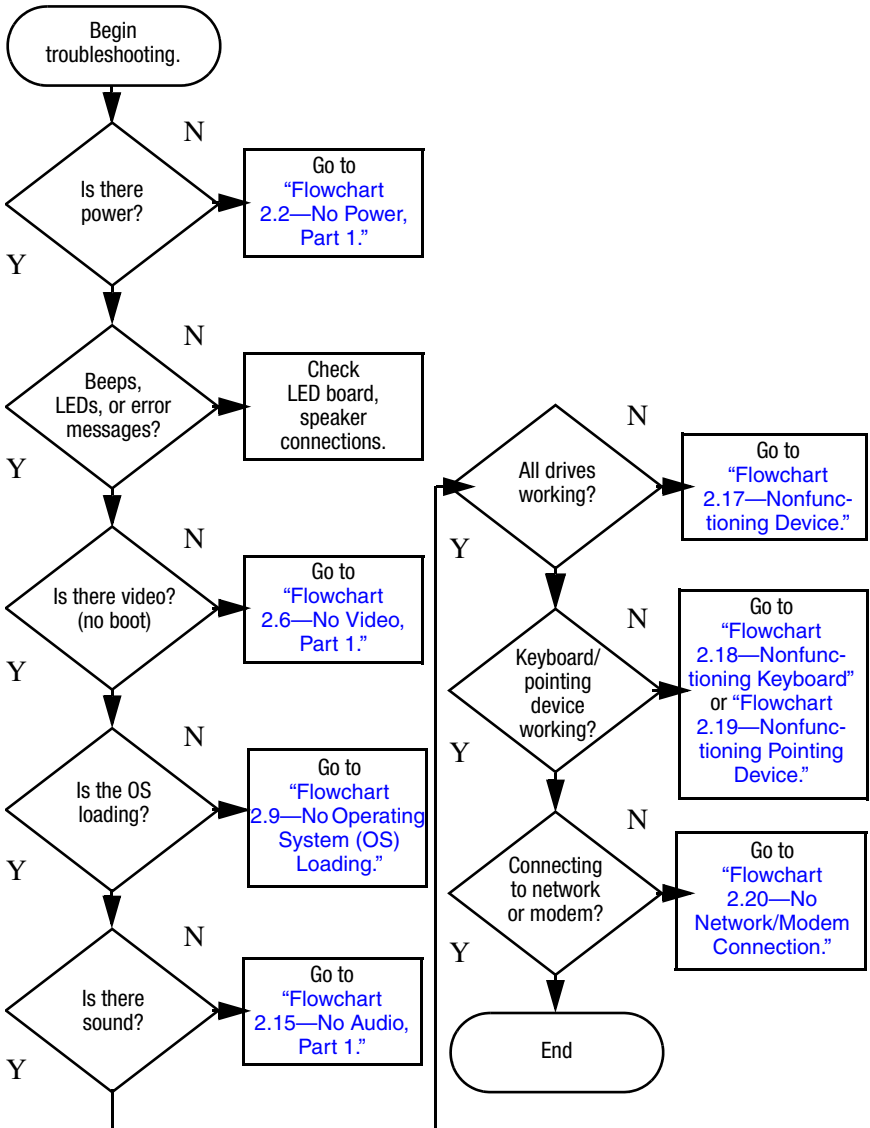 Begin
troubleshooting.
N
Is there
power?
Go to
“Flowchart
2.2—No Power,
Part 1.”
Y
N
Beeps,
LEDs, or error
messages?
Check
LED board,
speaker
connections.
Y
N
Is there video?
(no boot)
Go to
“Flowchart
2.6—No Video,
Part 1.”
Y
N
Is the OS
loading?
Go to
“Flowchart
2.9—No Operating
System (OS)
Loading.”
Y
N
Is there
sound?
Go to
“Flowchart
2.15—No Audio,
Part 1.”
Y
N
All drives
working?
Go to
“Flowchart
2.17—Nonfunc-
tioning Device.”
Y
N
Keyboard/
pointing
device
working?
Go to
“Flowchart
2.18—Nonfunc-
tioning Keyboard”
or “Flowchart
2.19—Nonfunc-
tioning Pointing
Device.”
Y
N
Connecting
to network
or modem?
Go to
“Flowchart
2.20—No
Network/Modem
Connection.”
Y
End